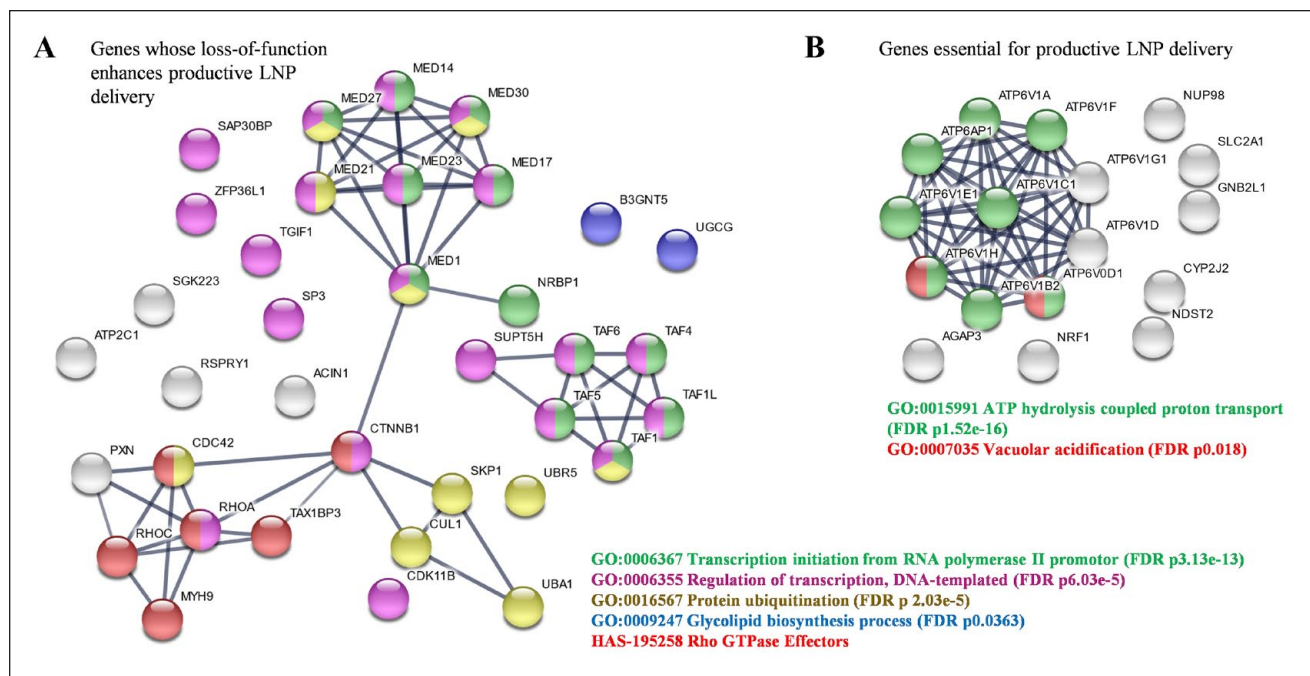 A
Genes whose loss-of-function
enhances productive LNP
delivery
MED14
MED27
MED30
SAP30BP
MED21
MED23
MED17
ZFP36L1
B3GNT5
TGIF1
UGCG
MED1
SGK223
NRBP1
SP3
ATP2C1
SUPT5H
TAF6
TAF4
RSPRY1
ACIN1
TAF5
TAF1L
CTNNB1
TAF1
PXN
CDC42
SKP1
UBR5
RHOA
TAX1BP3
RHOC
CUL1
CDK11B
UBA1
MYH9
GO:0006367 Transcription initiation from RNA polymerase II promotor (FDR p3.13e-13)
GO:0006355 Regulation of transcription, DNA-templated (FDR p6.03e-5)
GO:0016567 Protein ubiquitination (FDR p 2.03e-5)
GO:0009247 Glycolipid biosynthesis process (FDR p0.0363)
HAS-195258 Rho GTPase Effectors
B
Genes essential for productive LNP delivery
ATP6V1A
ATP6V1F
NUP98
ATP6AP1
SLC2A1
ATP6V1G1
ATP6V1E1
ATP6V1C1
GNB2L1
ATP6V1D
ATP6V1H
ATP6V0D1
CYP2J2
ATP6V1B2
NDST2
AGAP3
NRF1
GO:0015991 ATP hydrolysis coupled proton transport
(FDR p1.52e-16)
GO:0007035 Vacuolar acidification (FDR p0.018)